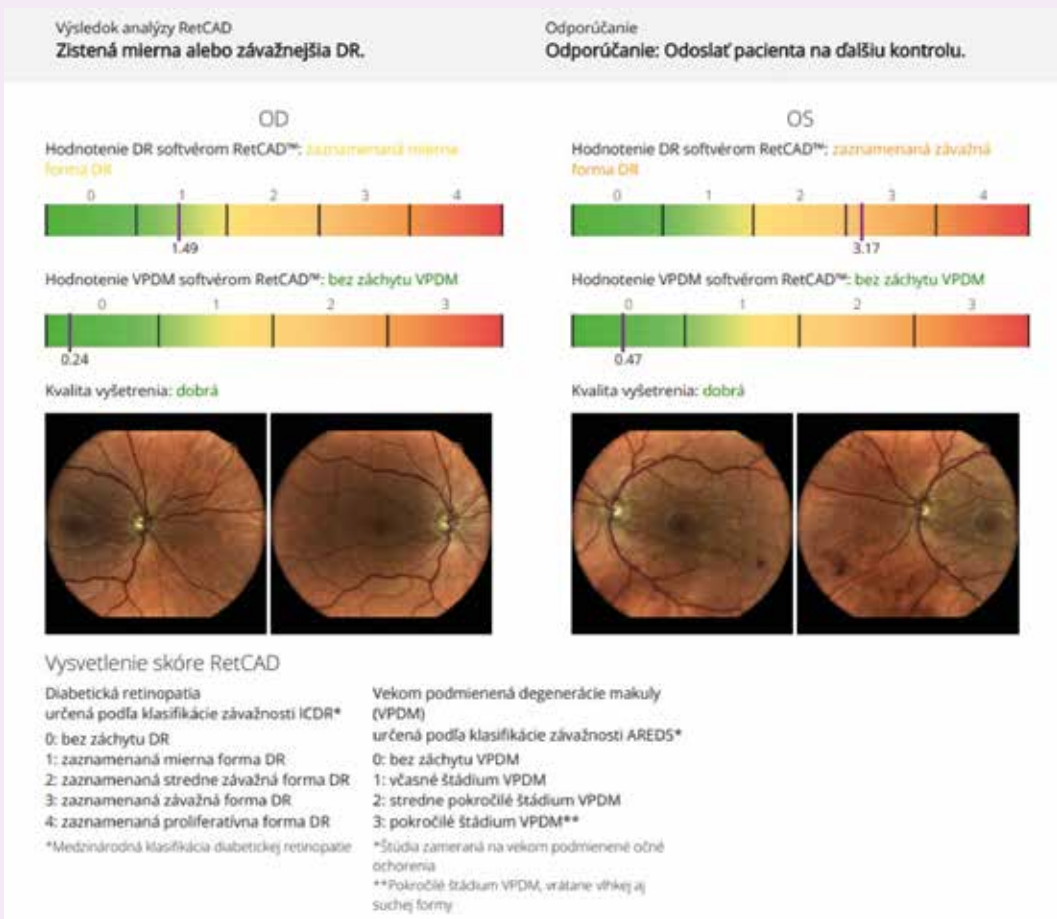 Výsledok analýzy RetCAD
Zistená mierna alebo závažnejšia DR.
Odporúčanie
Odporúčanie: Odoslať pacienta na ďalšiu kontrolu.
OD
Hodnotenie DR softvérom RetCAD™: zaznamenaná mierna
forma DR
0 1 2 3 4
1.49
Hodnotenie VPDM softvérom RetCAD™: bez záchytu VPDM
0 1 2 3
0.24
Kvalita vyšetrenia: dobrá
OS
Hodnotenie DR softvérom RetCAD™: zaznamenaná závažná
forma DR
0 1 2 3 4
3.17
Hodnotenie VPDM softvérom RetCAD™: bez záchytu VPDM
0 1 2 3
0.47
Kvalita vyšetrenia: dobrá
Vysvetlenie skóre RetCAD
Diabetická retinopatia
určená podľa klasifikácie závažnosti ICDR*
0: bez záchytu DR
1: zaznamenaná mierna forma DR
2: zaznamenaná stredne závažná forma DR
3: zaznamenaná závažná forma DR
4: zaznamenaná proliferatívna forma DR
*Medzinárodná klasifikácia diabetickej retinopatie
Vekom podmienená degenerácie makuly
(VPDM)
určená podľa klasifikácie závažnosti AREDS*
0: bez záchytu VPDM
1: včasné štádium VPDM
2: stredne pokročilé štádium VPDM
3: pokročilé štádium VPDM**
*Štúdia zameraná na vekom podmienené očné
ochorenia
**Pokročilé štádium VPDM, vrátane vlhkej aj
suchej formy